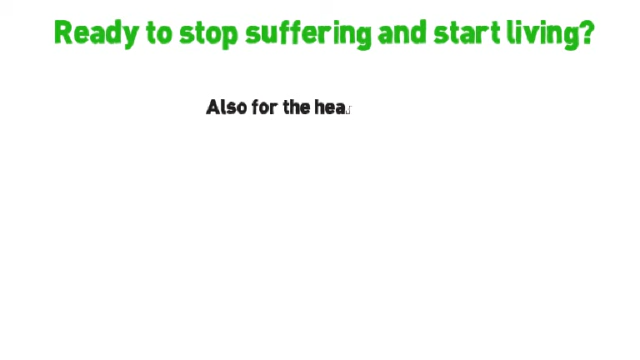 Ready to stop suffering and start living?
Also for the hea